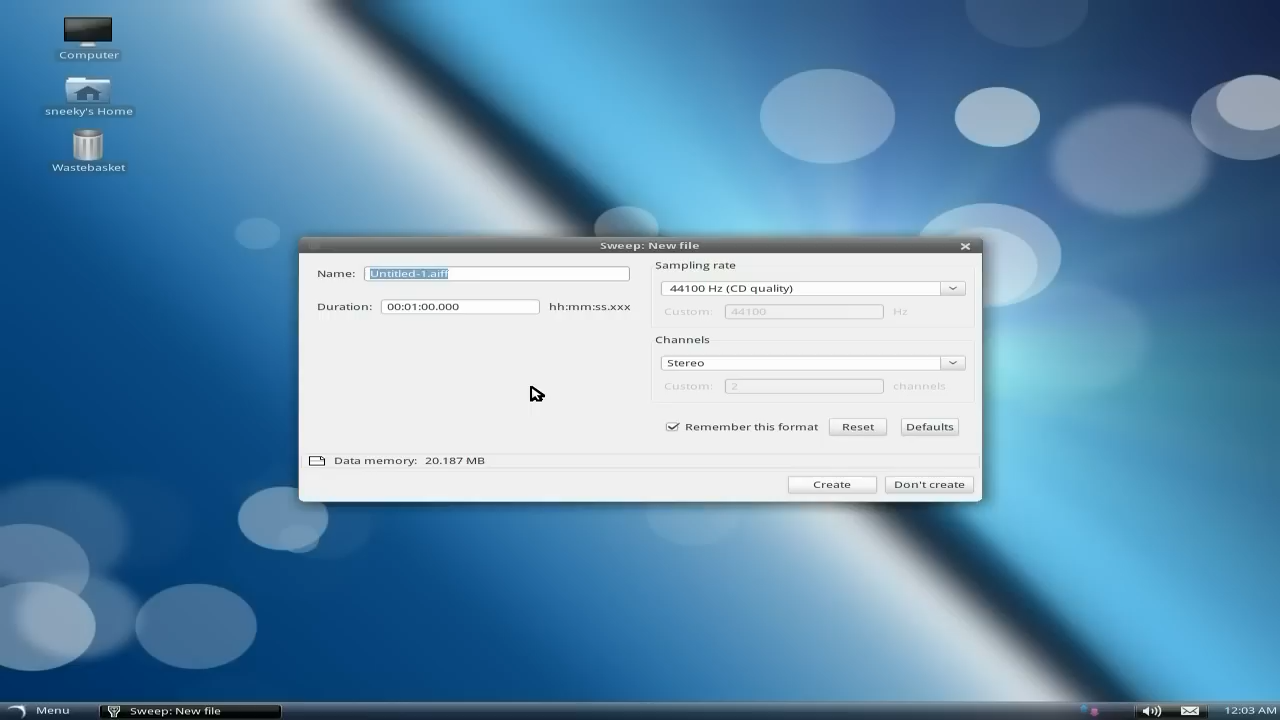 Computer
sneeky's Home
Wastebasket
Sweep: New file
Name: Untitled-1.aiff
Duration: 00:01:00.000 hh:mm:ss.xxx
Sampling rate
44100 Hz (CD quality)
Custom: 44100 Hz
Channels
Stereo
Custom: 2 channels
Remember this format Reset Defaults
Data memory: 20.187 MB
Create Don't create
Menu Sweep: New file 12:03 AM